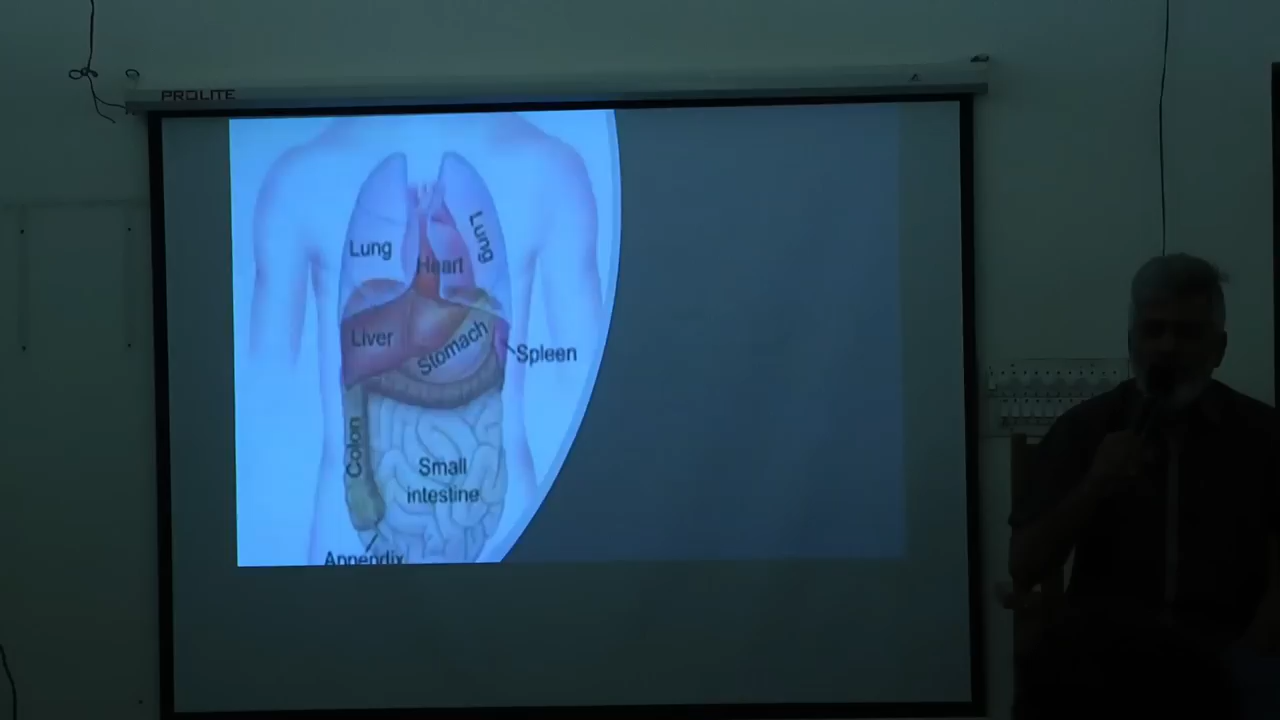 PROLITE
Lung
Lung
Heart
Liver
Stomach
Spleen
Colon
Small
intestine
Appendix